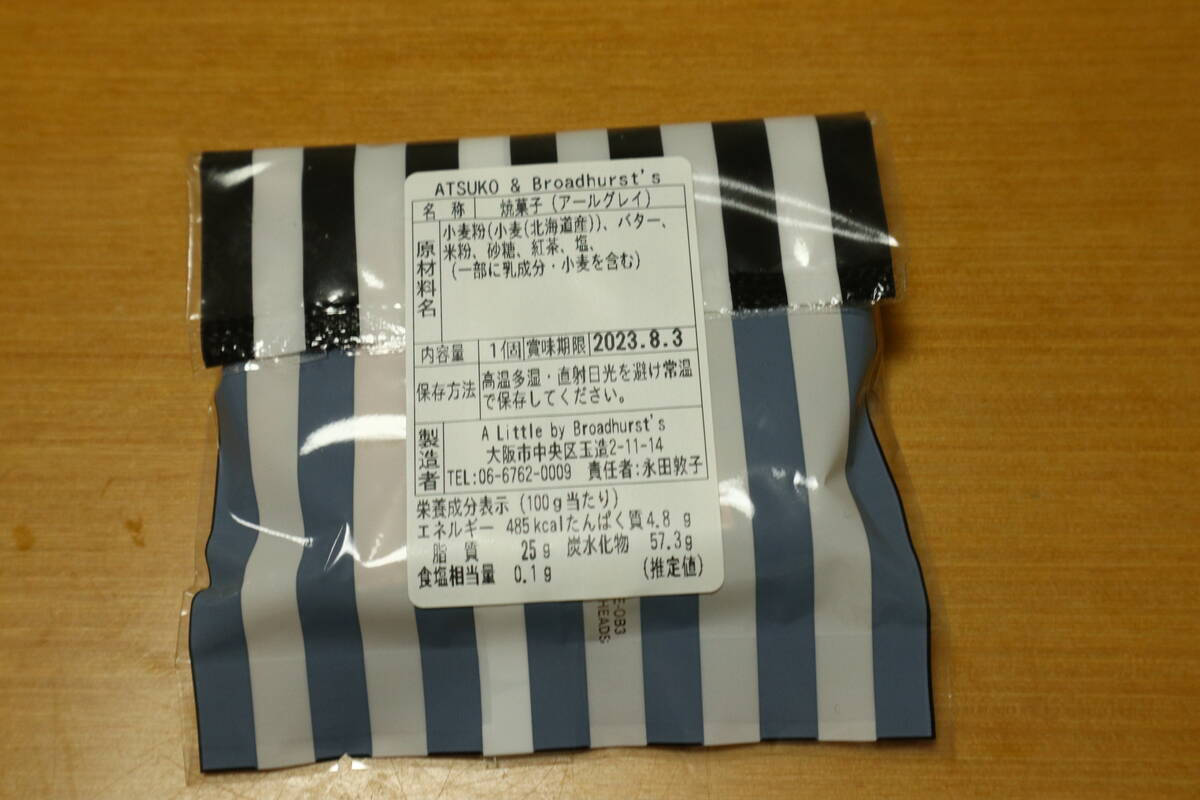 ATSUKO & Broadhurst's
名称 焼菓子(アールグレイ)
原材料名 小麦粉(小麦(北海道産))、バター、
米粉、砂糖、紅茶、塩、
(一部に乳成分・小麦を含む)
内容量 1個 賞味期限 2023.8.3
保存方法 高温多湿・直射日光を避け常温
で保存してください。
製造者 A Little by Broadhurst's
大阪市中央区玉造2-11-14
TEL:06-6762-0009 責任者:永田敦子
栄養成分表示 (100g当たり)
エネルギー 485kcal たんぱく質 4.8 g
脂質 25g 炭水化物 57.3g
食塩相当量 0.1g (推定値)
HEADS